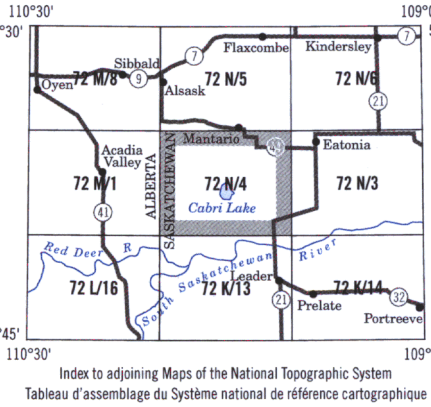 110°30' 109°
°30'
Flaxcombe Kindersley 7
Sibbald 7
72 M/8 9 72 N/5 72 N/6
Oyen Alsask 21
Mantario
Acadia Valley
ALBERTA
SASKATCHEWAN
Eatonia
72 M/1 72 N/4 72 N/3
41 Cabri Lake
Red Deer R
South Saskatchewan River
72 L/16 72 K/13 72 K/14
Leader 21 Prelate 32
Portreeve
45'
110°30' 109°
Index to adjoining Maps of the National Topographic System
Tableau d'assemblage du Système national de référence cartographique